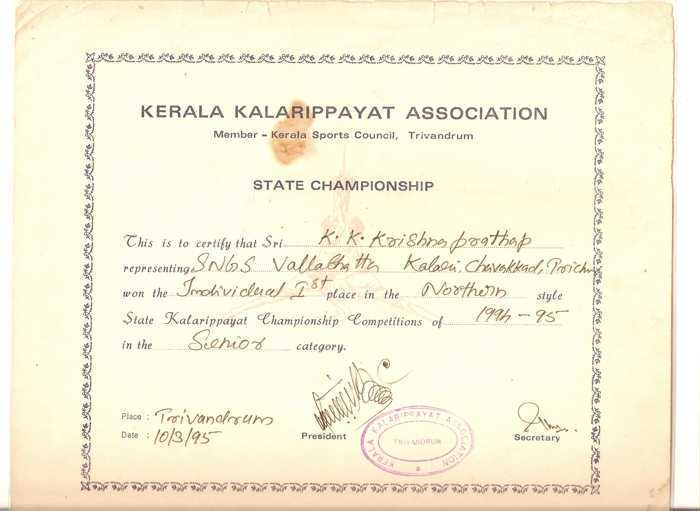 KERALA KALARIPPAYAT ASSOCIATION
Member - Kerala Sports Council, Trivandrum
STATE CHAMPIONSHIP
This is to certify that Sri K. K. Krishna prathap
representing SNGS Vallabhatta Kalari, Chavakkad, Trichur
won the Individual Ist place in the Northern style
State Kalarippayat Championship Competitions of 1994-95
in the Senior category.
Place : Trivandrum
Date : 10/3/95
President
Secretary
KERALA KALARIPPAYAT ASSOCIATION
TRIVANDRUM